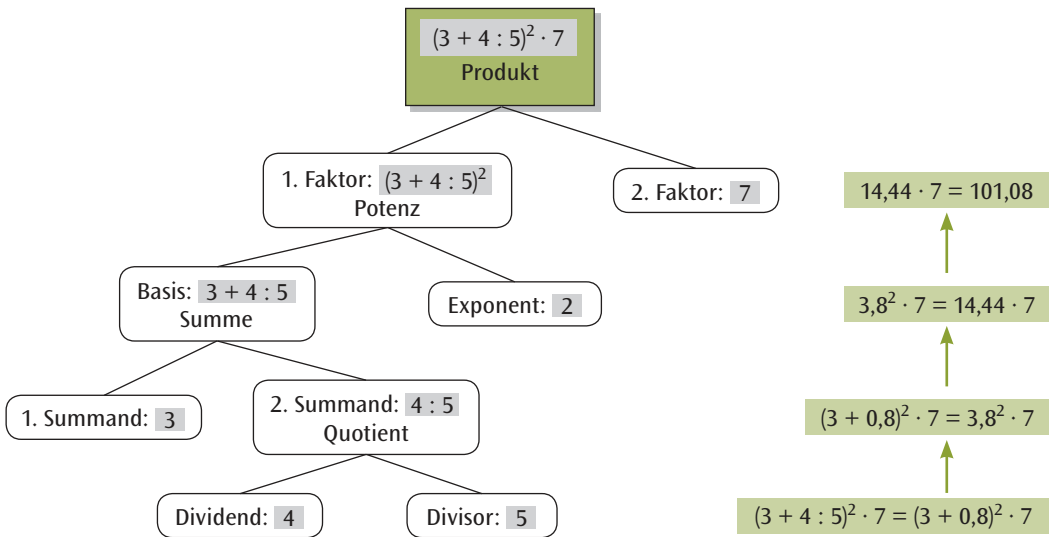 (3 + 4 : 5)² · 7
Produkt
1. Faktor: (3 + 4 : 5)²
Potenz
2. Faktor: 7
14,44 · 7 = 101,08
Basis: 3 + 4 : 5
Summe
Exponent: 2
3,8² · 7 = 14,44 · 7
1. Summand: 3
2. Summand: 4 : 5
Quotient
(3 + 0,8)² · 7 = 3,8² · 7
Dividend: 4
Divisor: 5
(3 + 4 : 5)² · 7 = (3 + 0,8)² · 7